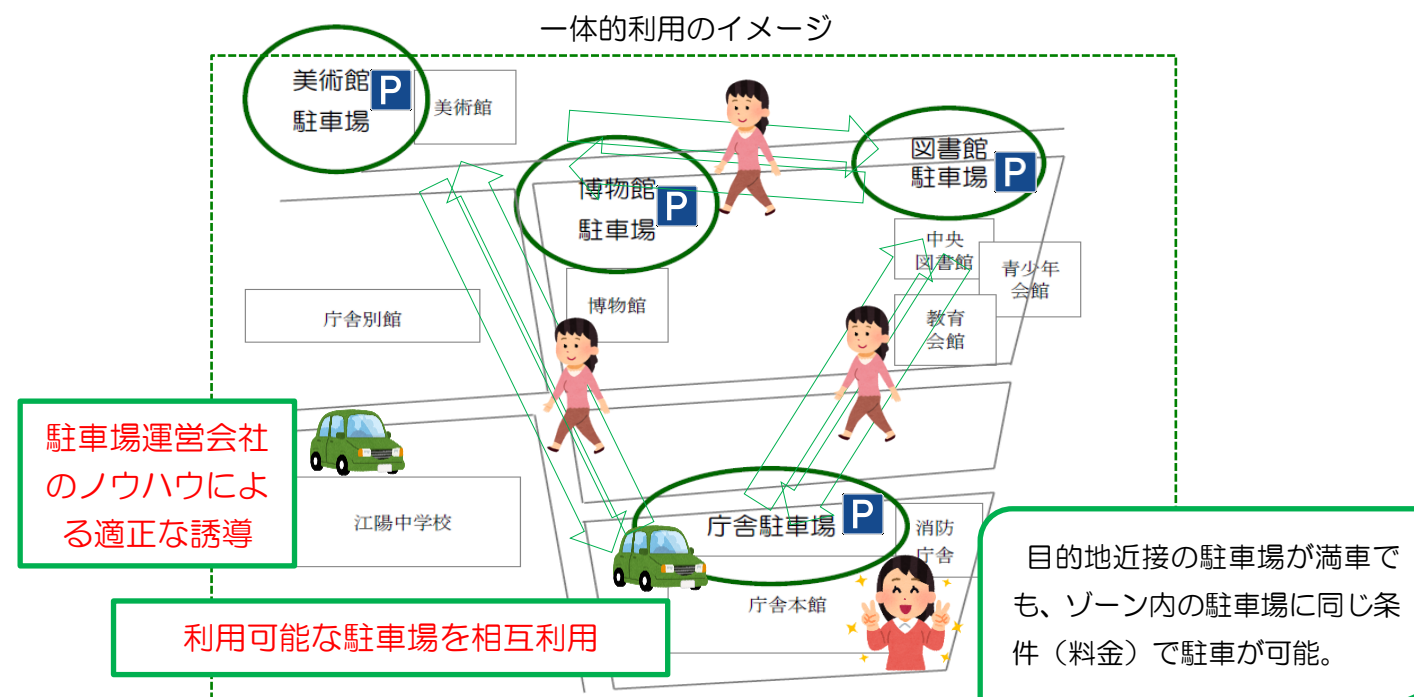 一体的利用のイメージ
美術館
駐車場
P
美術館
博物館
駐車場
P
図書館
駐車場
P
中央
図書館
青少年
会館
教育
会館
博物館
庁舎別館
駐車場運営会社
のノウハウによ
る適正な誘導
江陽中学校
庁舎駐車場
P
消防
庁舎
庁舎本館
利用可能な駐車場を相互利用
目的地近接の駐車場が満車で
も、ゾーン内の駐車場に同じ条
件（料金）で駐車が可能。